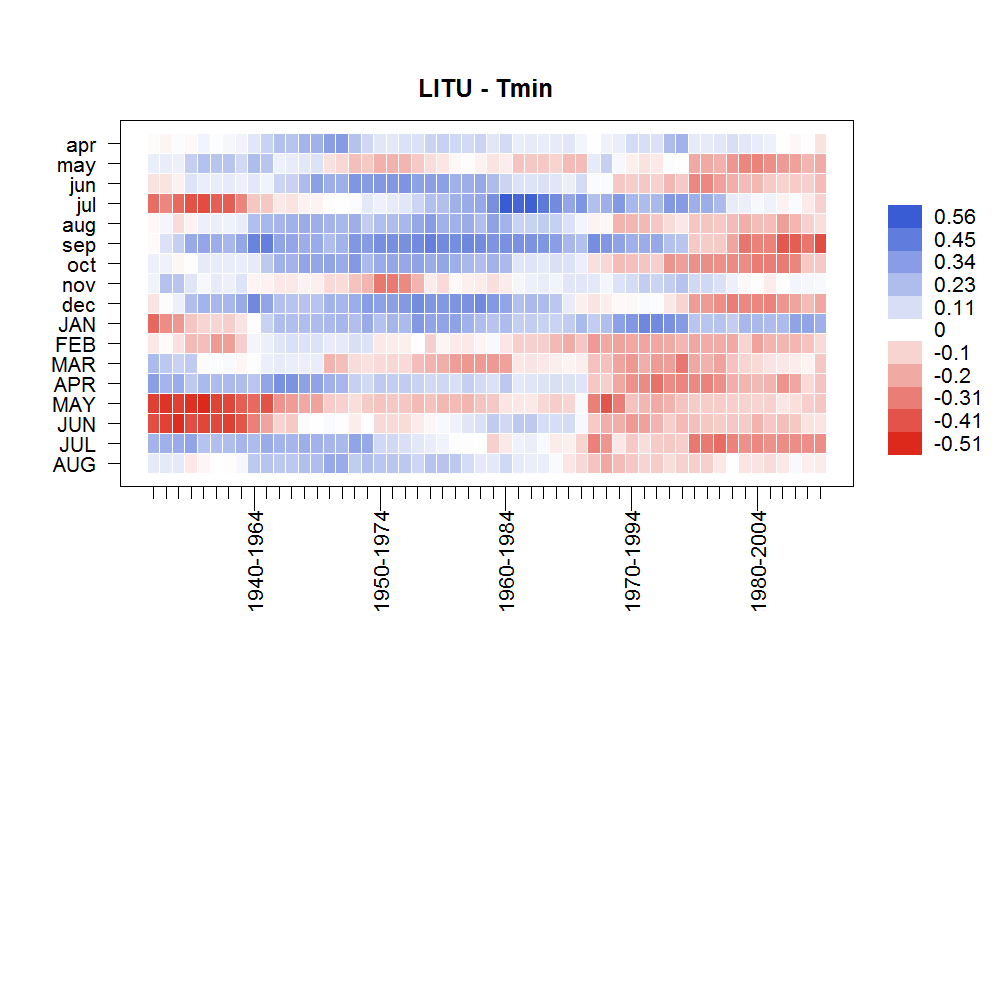 LITU - Tmin
apr
may
jun
jul
aug
sep
oct
nov
dec
JAN
FEB
MAR
APR
MAY
JUN
JUL
AUG
0.56
0.45
0.34
0.23
0.11
0
-0.1
-0.2
-0.31
-0.41
-0.51
1940-1964
1950-1974
1960-1984
1970-1994
1980-2004